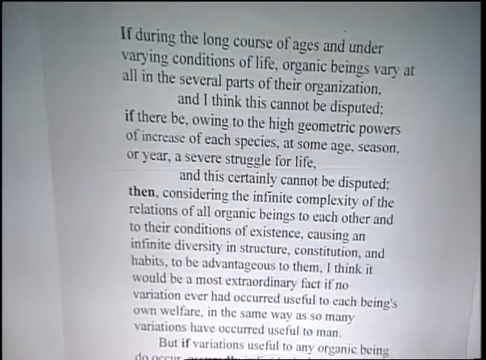 If during the long course of ages and under
varying conditions of life, organic beings vary at
all in the several parts of their organization,
and I think this cannot be disputed;
if there be, owing to the high geometric powers
of increase of each species, at some age, season,
or year, a severe struggle for life,
and this certainly cannot be disputed;
then, considering the infinite complexity of the
relations of all organic beings to each other and
to their conditions of existence, causing an
infinite diversity in structure, constitution, and
habits, to be advantageous to them, I think it
would be a most extraordinary fact if no
variation ever had occurred useful to each being's
own welfare, in the same way as so many
variations have occurred useful to man.
But if variations useful to any organic being
do occur